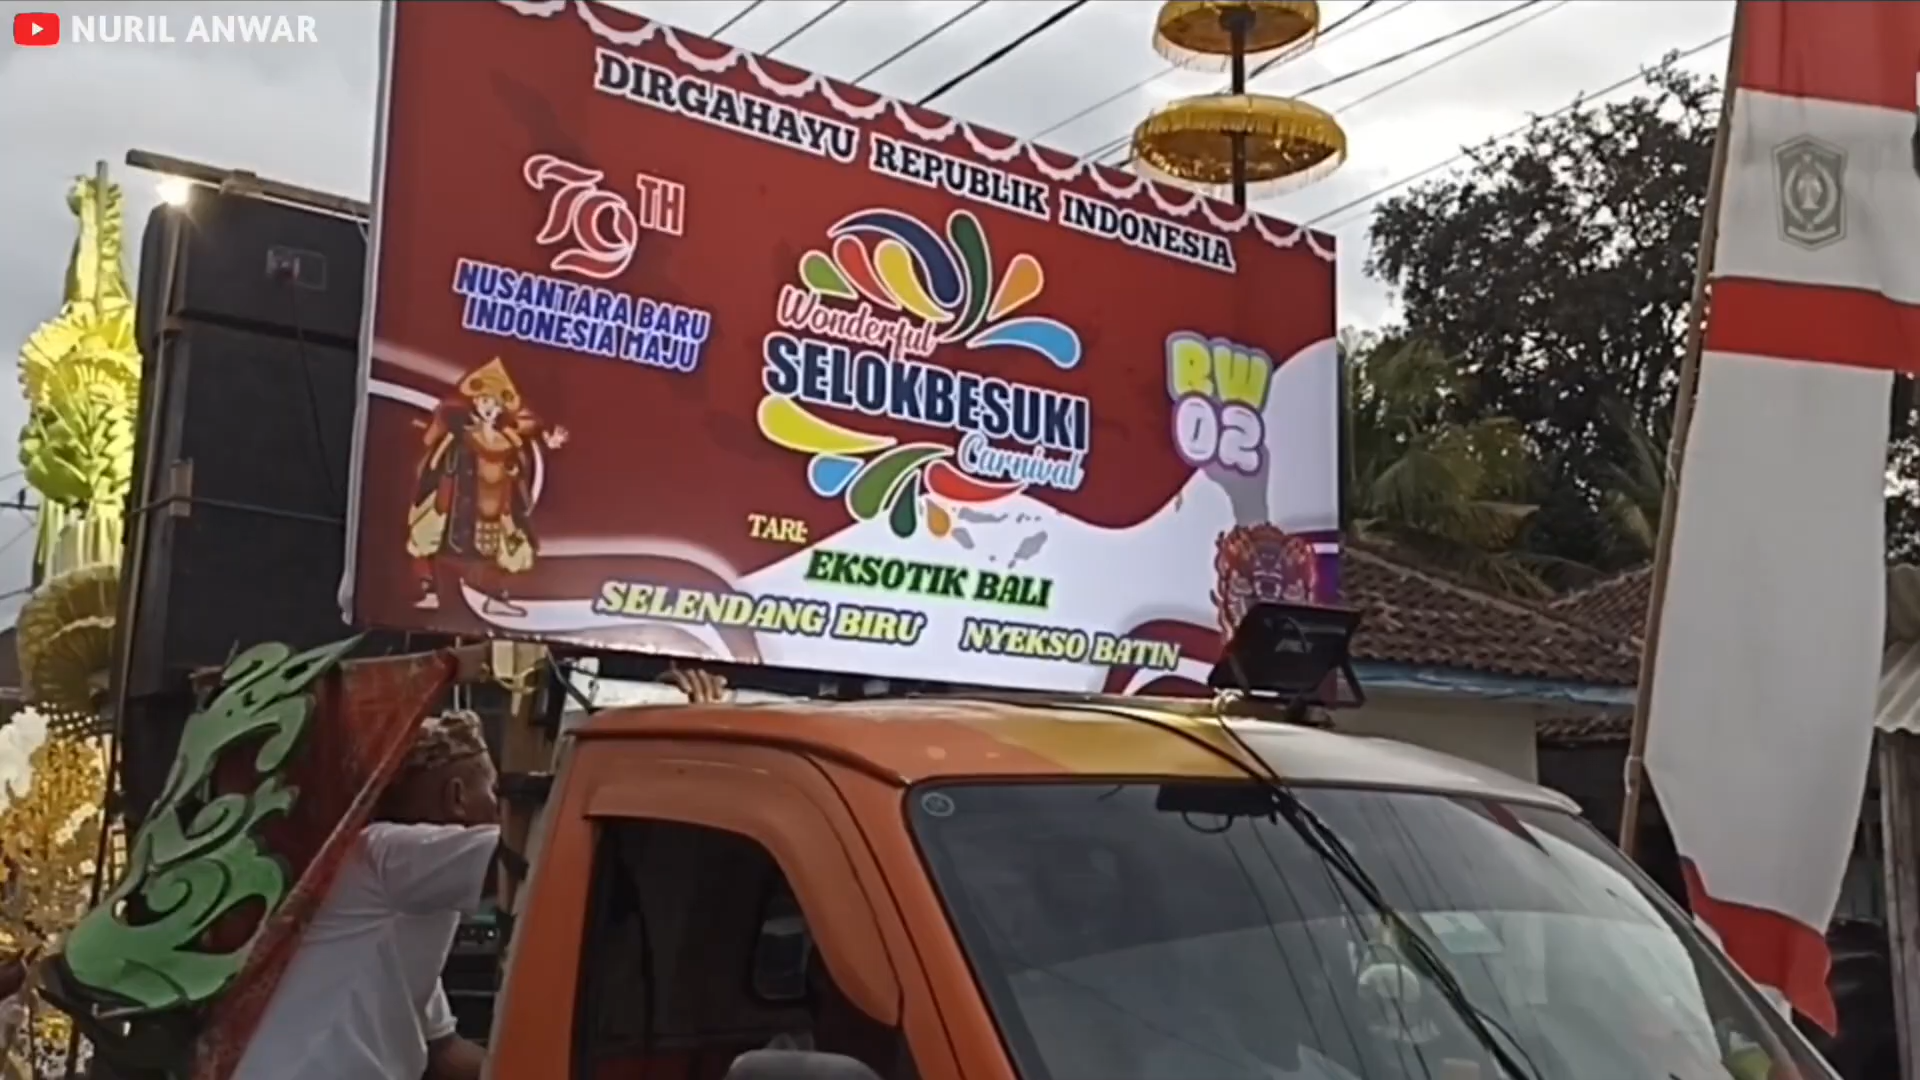 NURIL ANWAR
DIRGAHAYU REPUBLIK INDONESIA
79TH
NUSANTARA BARU
INDONESIA MAJU
Wonderful
SELOKBESUKI
Carnival
RW
02
TARI:
EKSOTIK BALI
SELENDANG BIRU NYEKSO BATIN